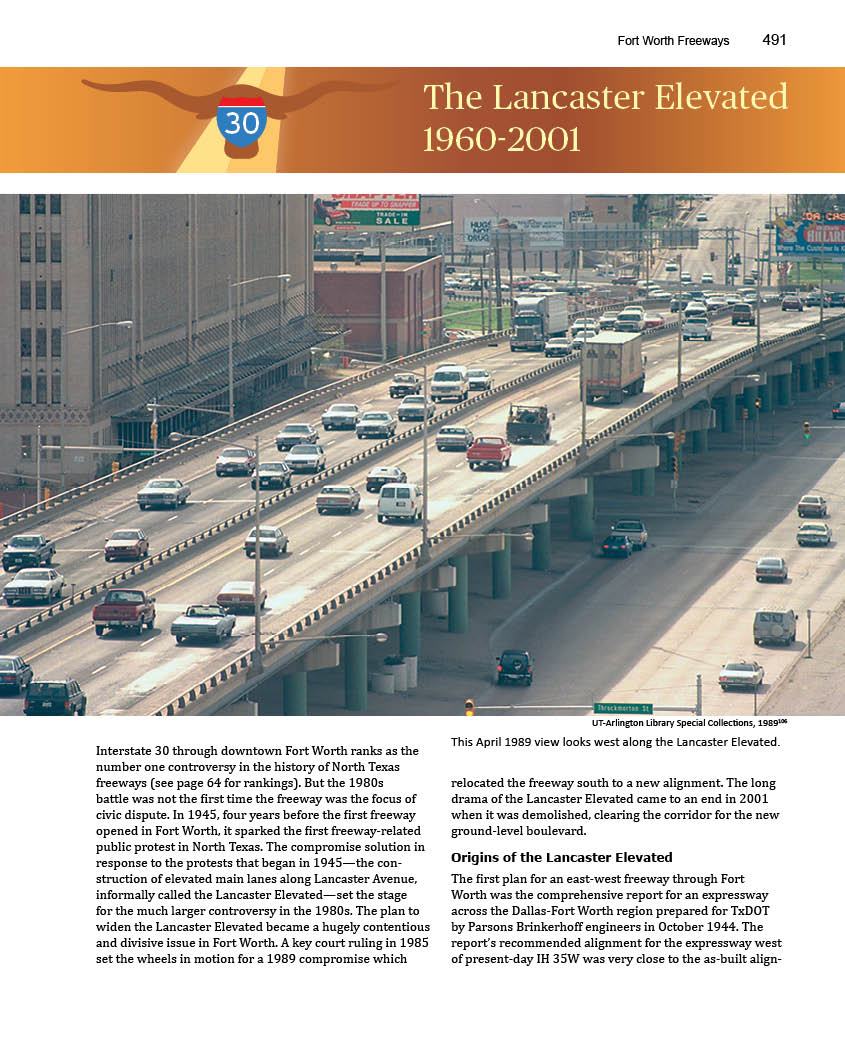 Fort Worth Freeways 491
The Lancaster Elevated
1960-2001
30
SNAPPER
TRADE UP TO SNAPPER
TRADE-IN
SALE
HUGS
NOT
DRUGS
HILLARD
Where The Customer Is
Throckmorton St
UT-Arlington Library Special Collections, 1989¹⁰⁶
This April 1989 view looks west along the Lancaster Elevated.
Interstate 30 through downtown Fort Worth ranks as the
number one controversy in the history of North Texas
freeways (see page 64 for rankings). But the 1980s
battle was not the first time the freeway was the focus of
civic dispute. In 1945, four years before the first freeway
opened in Fort Worth, it sparked the first freeway-related
public protest in North Texas. The compromise solution in
response to the protests that began in 1945—the con-
struction of elevated main lanes along Lancaster Avenue,
informally called the Lancaster Elevated—set the stage
for the much larger controversy in the 1980s. The plan to
widen the Lancaster Elevated became a hugely contentious
and divisive issue in Fort Worth. A key court ruling in 1985
set the wheels in motion for a 1989 compromise which
relocated the freeway south to a new alignment. The long
drama of the Lancaster Elevated came to an end in 2001
when it was demolished, clearing the corridor for the new
ground-level boulevard.
Origins of the Lancaster Elevated
The first plan for an east-west freeway through Fort
Worth was the comprehensive report for an expressway
across the Dallas-Fort Worth region prepared for TxDOT
by Parsons Brinkerhoff engineers in October 1944. The
report’s recommended alignment for the expressway west
of present-day IH 35W was very close to the as-built align-